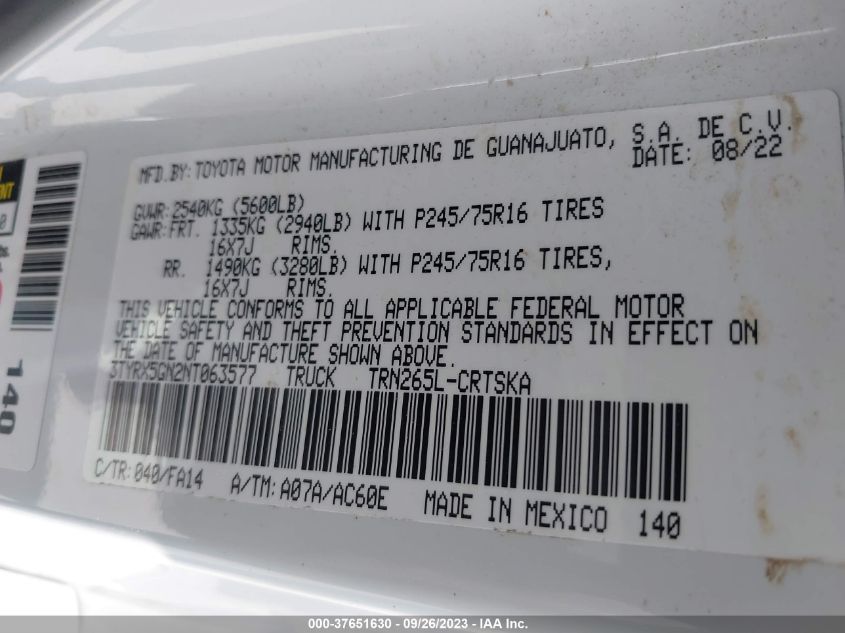 MFD.BY:TOYOTA MOTOR MANUFACTURING DE GUANAJUATO, S.A. DE C.V.
DATE: 08/22
GVWR:2540KG (5600LB)
GAWR:FRT. 1335KG (2940LB) WITH P245/75R16 TIRES
16X7J RIMS.
RR. 1490KG (3280LB) WITH P245/75R16 TIRES,
16X7J RIMS.
THIS VEHICLE CONFORMS TO ALL APPLICABLE FEDERAL MOTOR
VEHICLE SAFETY AND THEFT PREVENTION STANDARDS IN EFFECT ON
THE DATE OF MANUFACTURE SHOWN ABOVE.
3TYRX5GN2NT063577 TRUCK TRN265L-CRTSKA
C/TR:040/FA14 A/TM:A07A/AC60E MADE IN MEXICO 140
140
000-37651630 - 09/26/2023 - IAA Inc.